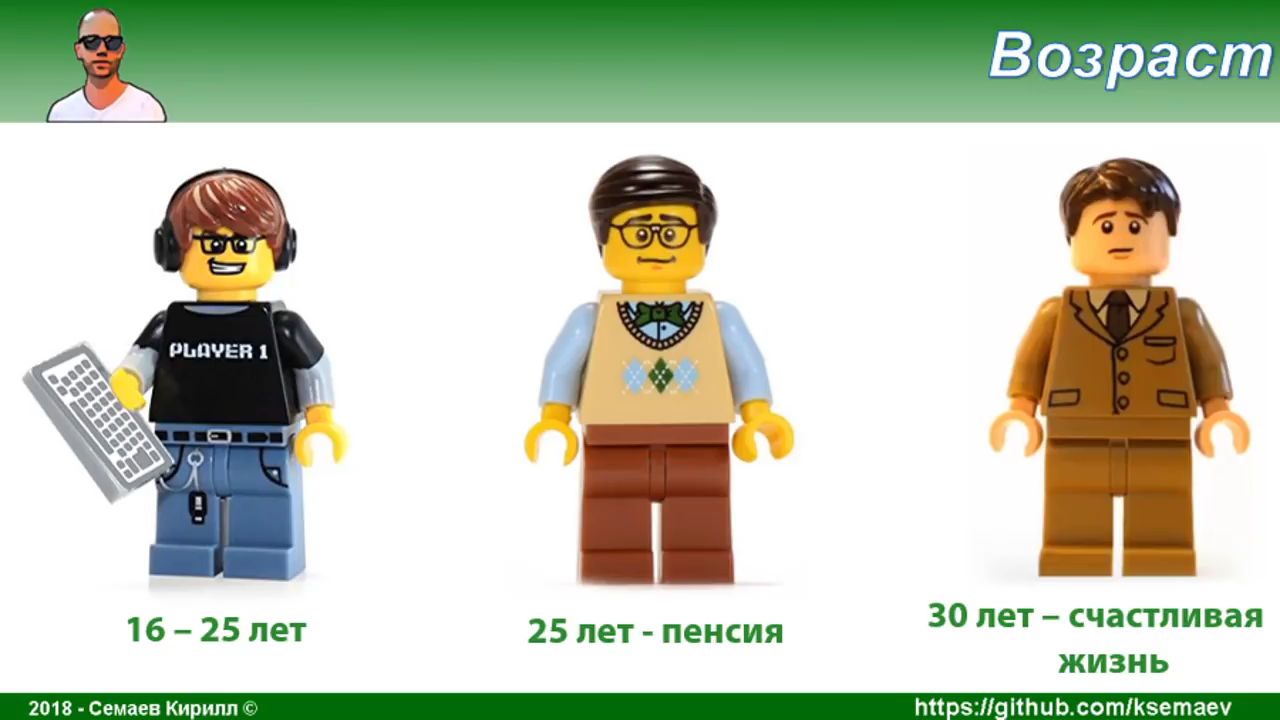 Возраст
PLAYER 1
16 – 25 лет
25 лет - пенсия
30 лет – счастливая
жизнь
2018 - Семаев Кирилл ©
https://github.com/ksemaev